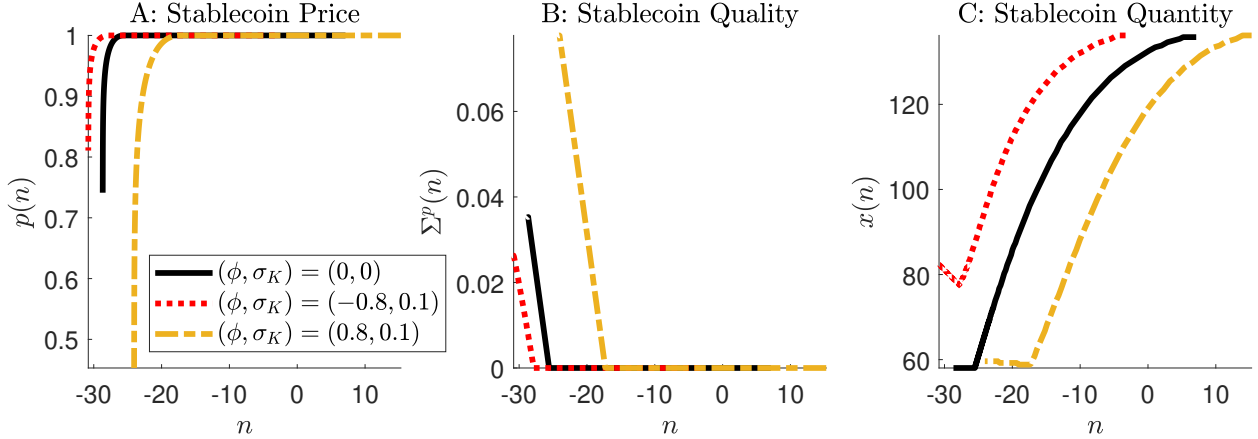 A: Stablecoin Price
B: Stablecoin Quality
C: Stablecoin Quantity
1
0.9
0.8
0.7
0.6
0.5
p(n)
-30 -20 -10 0 10
n
(ϕ, σ_K) = (0, 0)
(ϕ, σ_K) = (−0.8, 0.1)
(ϕ, σ_K) = (0.8, 0.1)
0.06
0.04
0.02
0
Σ^p(n)
-30 -20 -10 0 10
n
120
100
80
60
x(n)
-30 -20 -10 0 10
n